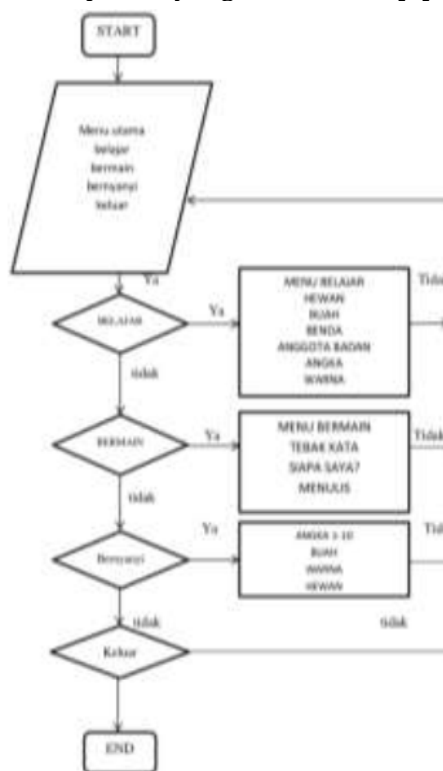 START
Menu utama
belajar
bermain
bernyanyi
keluar
Ya
BELAJAR
Ya
MENU BELAJAR
HEWAN
BUAH
BENDA
ANGGOTA BADAN
ANGKA
WARNA
Tidak
tidak
BERMAIN
Ya
MENU BERMAIN
TEBAK KATA
SIAPA SAYA?
MENULIS
Tidak
tidak
Bernyanyi
Ya
ANGKA 1-10
BUAH
WARNA
HEWAN
tidak
Keluar
tidak
END